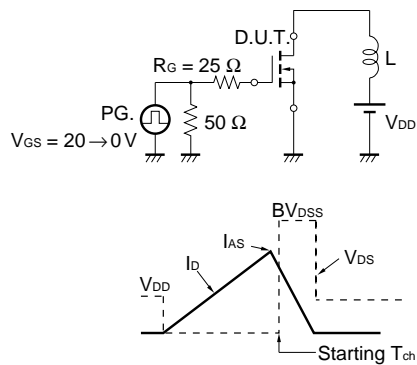 D.U.T.
RG = 25 Ω
L
PG.
50 Ω
VDD
VGS = 20 → 0 V
BVDSS
IAS
ID
VDS
VDD
Starting Tch